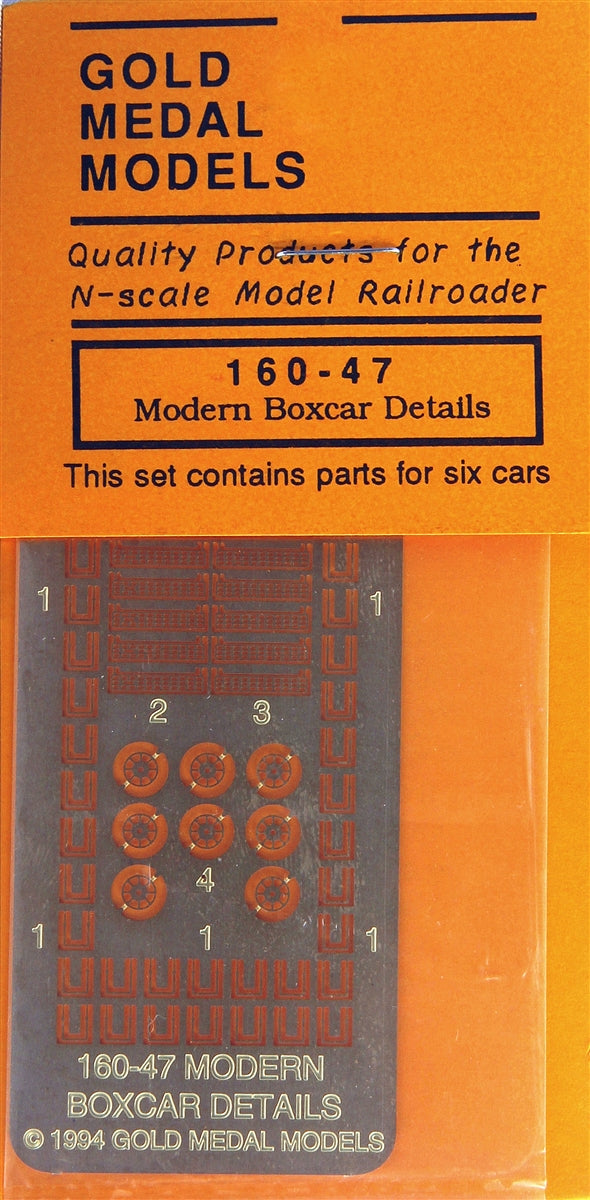 GOLD
MEDAL
MODELS
Quality Products for the
N-scale Model Railroader
160-47
Modern Boxcar Details
This set contains parts for six cars
1 1
2 3
4
1 1 1
160-47 MODERN
BOXCAR DETAILS
© 1994 GOLD MEDAL MODELS